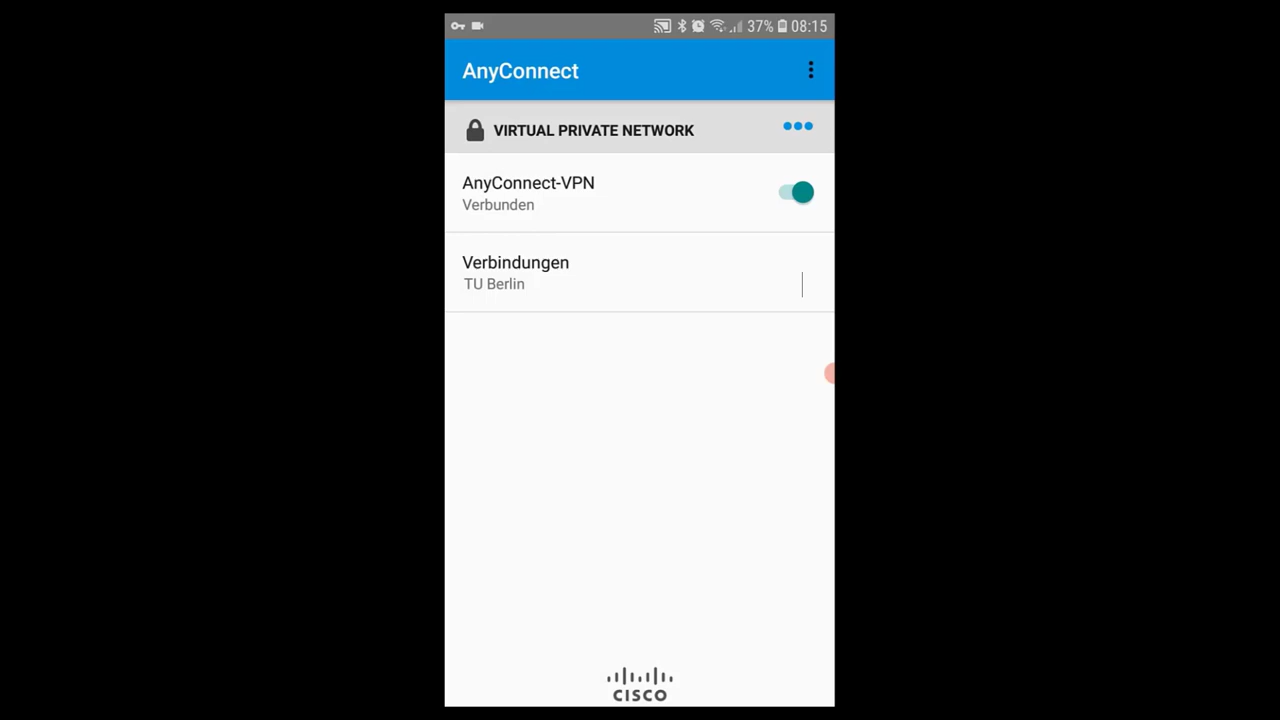 37% 08:15
AnyConnect
VIRTUAL PRIVATE NETWORK
AnyConnect-VPN
Verbunden
Verbindungen
TU Berlin
CISCO